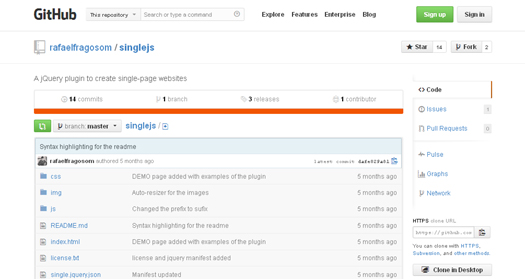 GitHub
This repository Search or type a command
Explore Features Enterprise Blog
Sign up Sign in
rafaelfragosom / singlejs
Star 14 Fork 2
A jQuery plugin to create single-page websites
14 commits 1 branch 3 releases 1 contributor
branch: master singlejs /
Syntax highlighting for the readme
rafaelfragosom authored 5 months ago latest commit
css DEMO page added with examples of the plugin 5 months ago
img Auto-resizer for the images 5 months ago
js Changed the prefix to suffix 5 months ago
README.md Syntax highlighting for the readme 5 months ago
index.html DEMO page added with examples of the plugin 5 months ago
license.txt license and jquery manifest added 5 months ago
single.jquery.json Manifest updated 5 months ago
Code
Issues 1
Pull Requests 0
Pulse
Graphs
Network
HTTPS clone URL
https://github.com
You can clone with HTTPS,
Subversion, and other methods.
Clone in Desktop